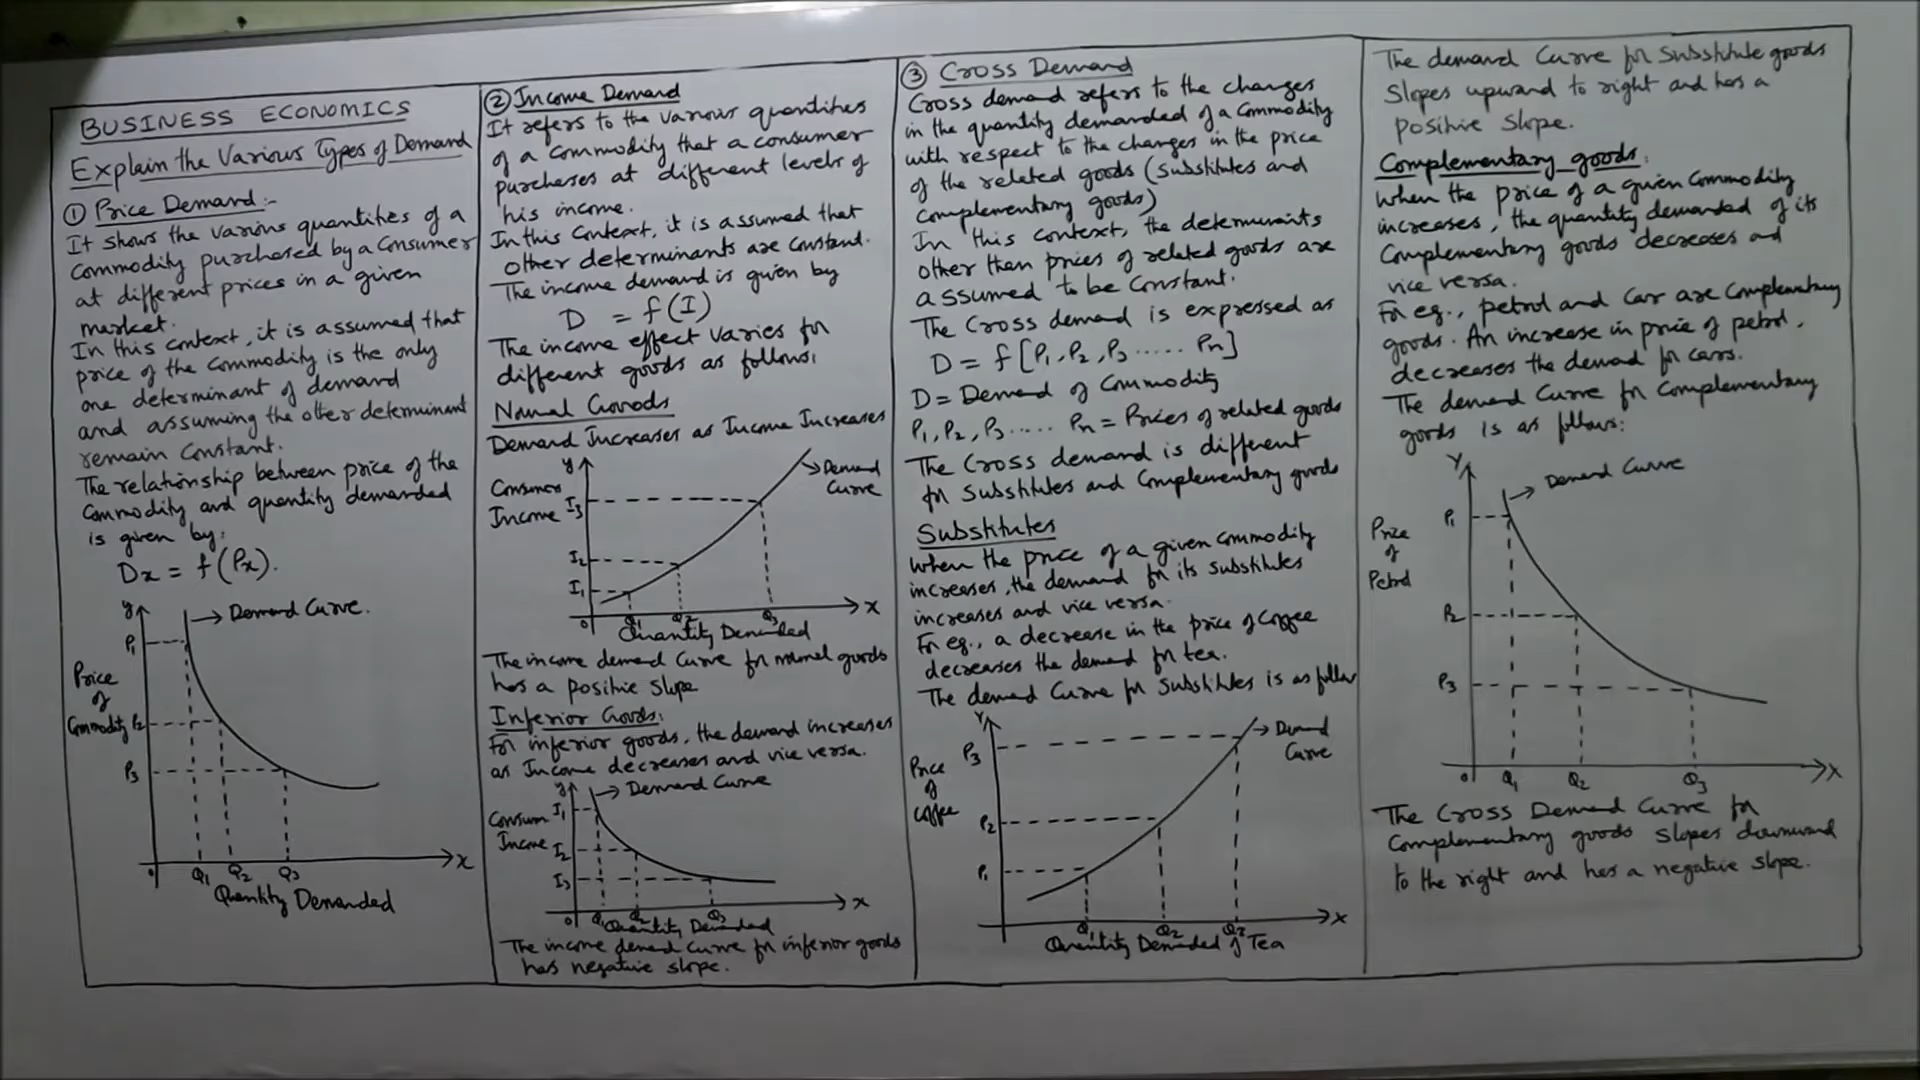 BUSINESS ECONOMICS
Explain the Various Types of Demand
① Price Demand:-
It shows the various quantities of a
Commodity purchased by a Consumer
at different prices in a given
market.
In this context, it is assumed that
price of the Commodity is the only
one determinant of demand
and assuming the other determinant
remain Constant.
The relationship between price of the
Commodity and quantity demanded
is given by:
Dx = f(Px).
y
Demand Curve.
P1
Price
of
Commodity P2
P3
0 Q1 Q2 Q3 X
Quantity Demanded
② Income Demand
It refers to the various quantities
of a commodity that a consumer
purchases at different levels of
his income.
In this Context, it is assumed that
other determinants are constant.
The income demand is given by
D = f(I)
The income effect varies for
different goods as follows:
Normal Goods
Demand Increases as Income Increases
y
Demand
Curve
Consumer
Income I3
I2
I1
0 Q1 Q2 Q3 X
Quantity Demanded
The income demand Curve for normal goods
has a positive slope
Inferior Goods:
For inferior goods, the demand increases
as Income decreases and vice versa.
y
Demand Curve
I1
Consum
Income I2
I3
0 Q1 Q2 Q3 X
Quantity Demanded
The income demand curve for inferior goods
has negative slope.
③ Cross Demand
Cross demand refers to the changes
in the quantity demanded of a Commodity
with respect to the changes in the price
of the related goods (Substitutes and
Complementary goods)
In this context, the determinants
other than prices of related goods are
assumed to be Constant.
The Cross demand is expressed as
D = f [P1, P2, P3 ..... Pn]
D = Demand of Commodity
P1, P2, P3 ..... Pn = Prices of related goods
The Cross demand is different
for Substitutes and Complementary goods
Substitutes
When the price of a given commodity
increases, the demand for its substitutes
increases and vice versa.
For eg., a decrease in the price of Coffee
decreases the demand for tea.
The demand Curve for Substitutes is as follow
Y
Demand
Curve
P3
Price
of
Coffee
P2
P1
Q1 Q2 Q3 X
Quantity Demanded of Tea
The demand Curve for Substitute goods
Slopes upward to right and has a
positive slope.
Complementary goods:
When the price of a given Commodity
increases, the quantity demanded of its
Complementary goods decreases and
vice versa.
For eg., petrol and Car are Complementary
goods. An increase in price of petrol,
decreases the demand for cars.
The demand Curve for Complementary
goods is as follows:
Y
Demand Curve
P1
Price
of
Petrol
P2
P3
0 Q1 Q2 Q3 X
The Cross Demand Curve for
Complementary goods slopes downward
to the right and has a negative slope.